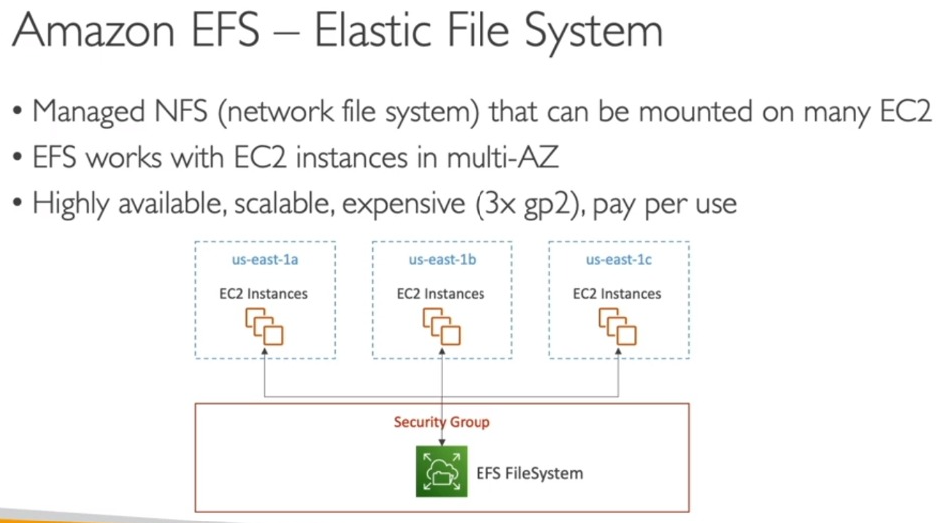 Amazon EFS – Elastic File System
• Managed NFS (network file system) that can be mounted on many EC2
• EFS works with EC2 instances in multi-AZ
• Highly available, scalable, expensive (3x gp2), pay per use
us-east-1a
us-east-1b
us-east-1c
EC2 Instances
EC2 Instances
EC2 Instances
Security Group
EFS FileSystem